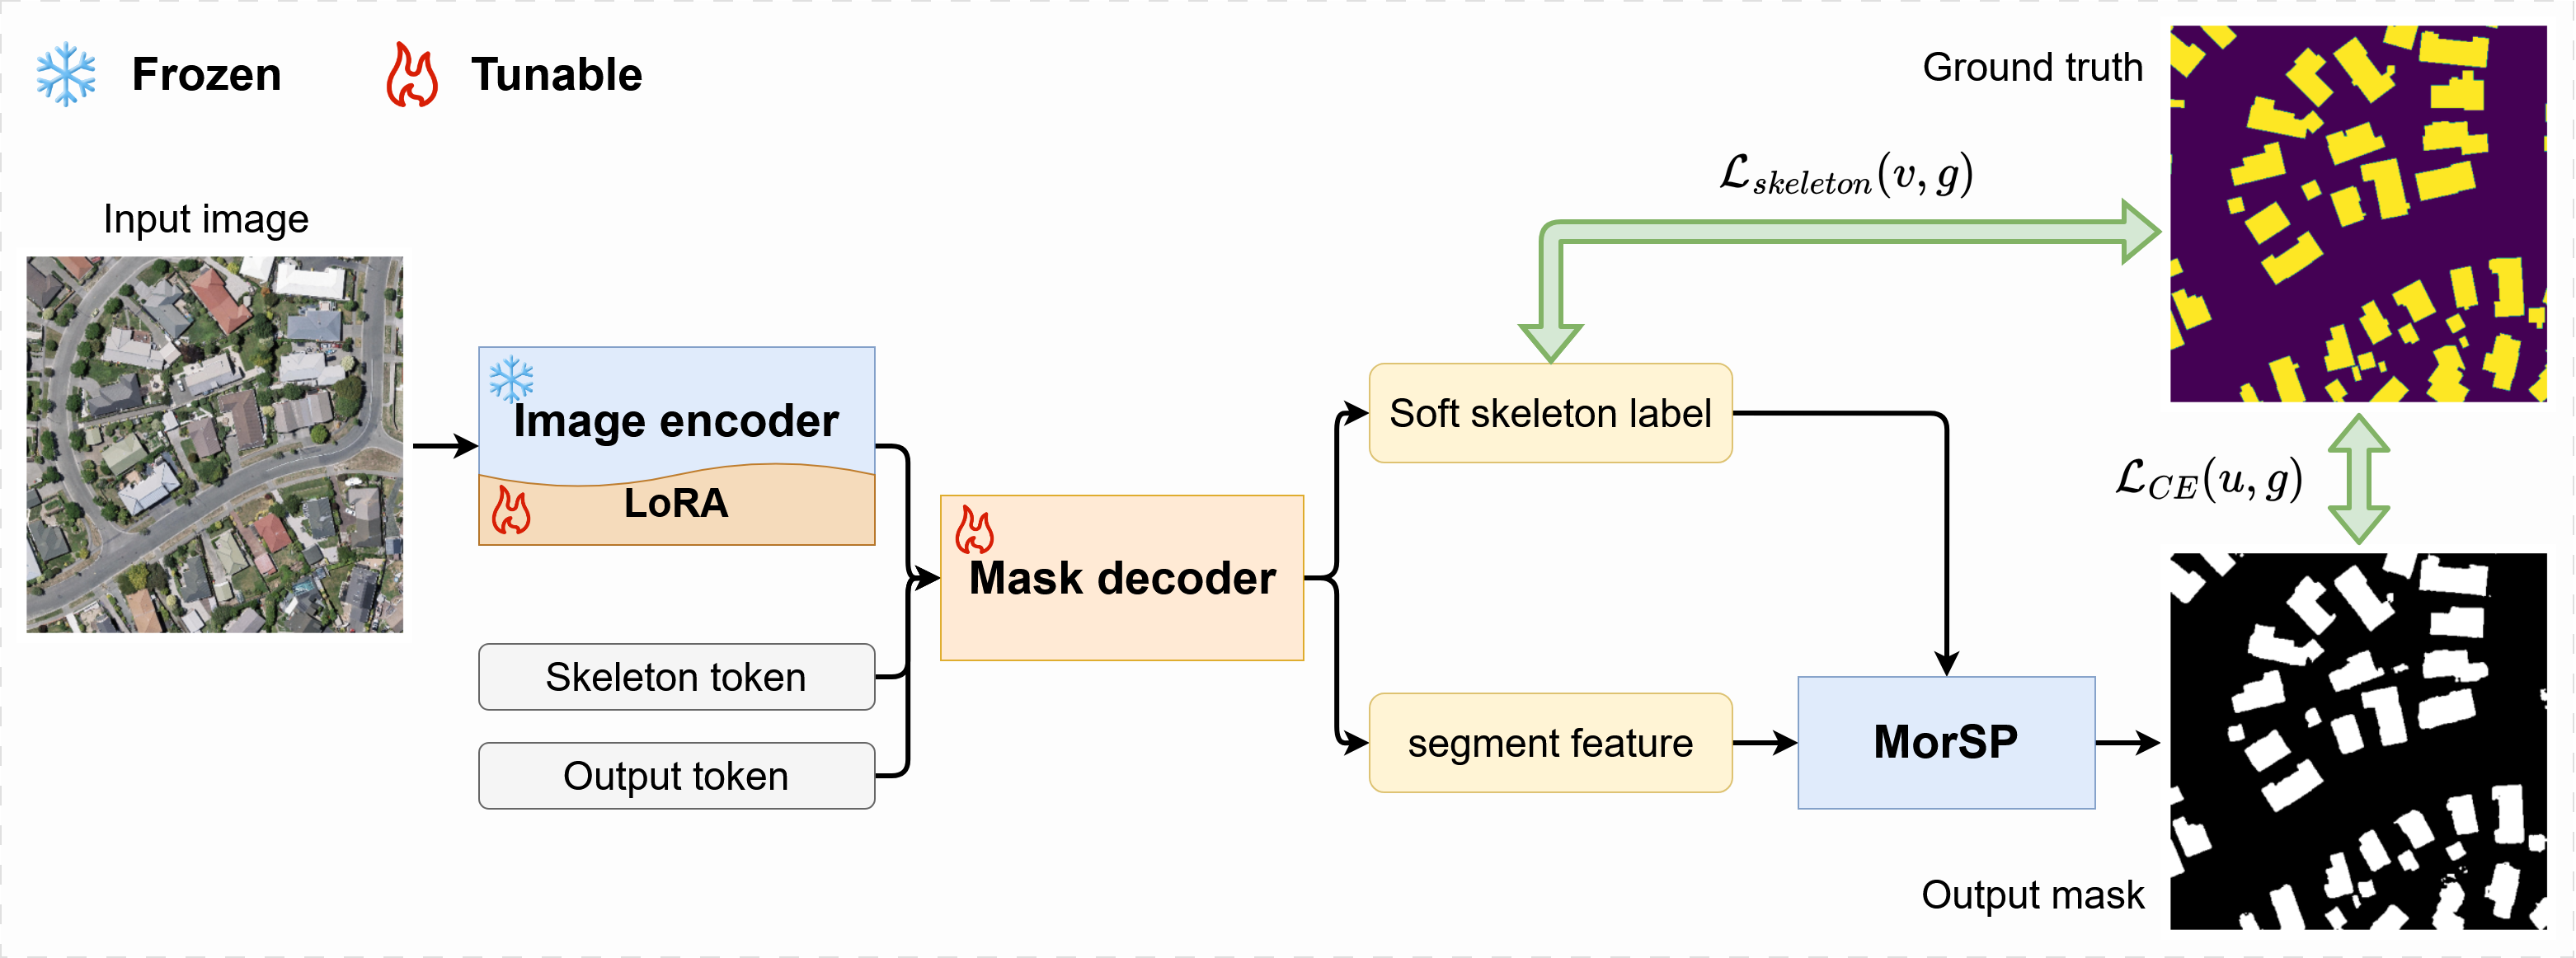 Frozen
Tunable
Input image
Image encoder
LoRA
Skeleton token
Output token
Mask decoder
Soft skeleton label
segment feature
MorSP
Ground truth
$\mathcal{L}_{skeleton}(v, g)$
$\mathcal{L}_{CE}(u, g)$
Output mask